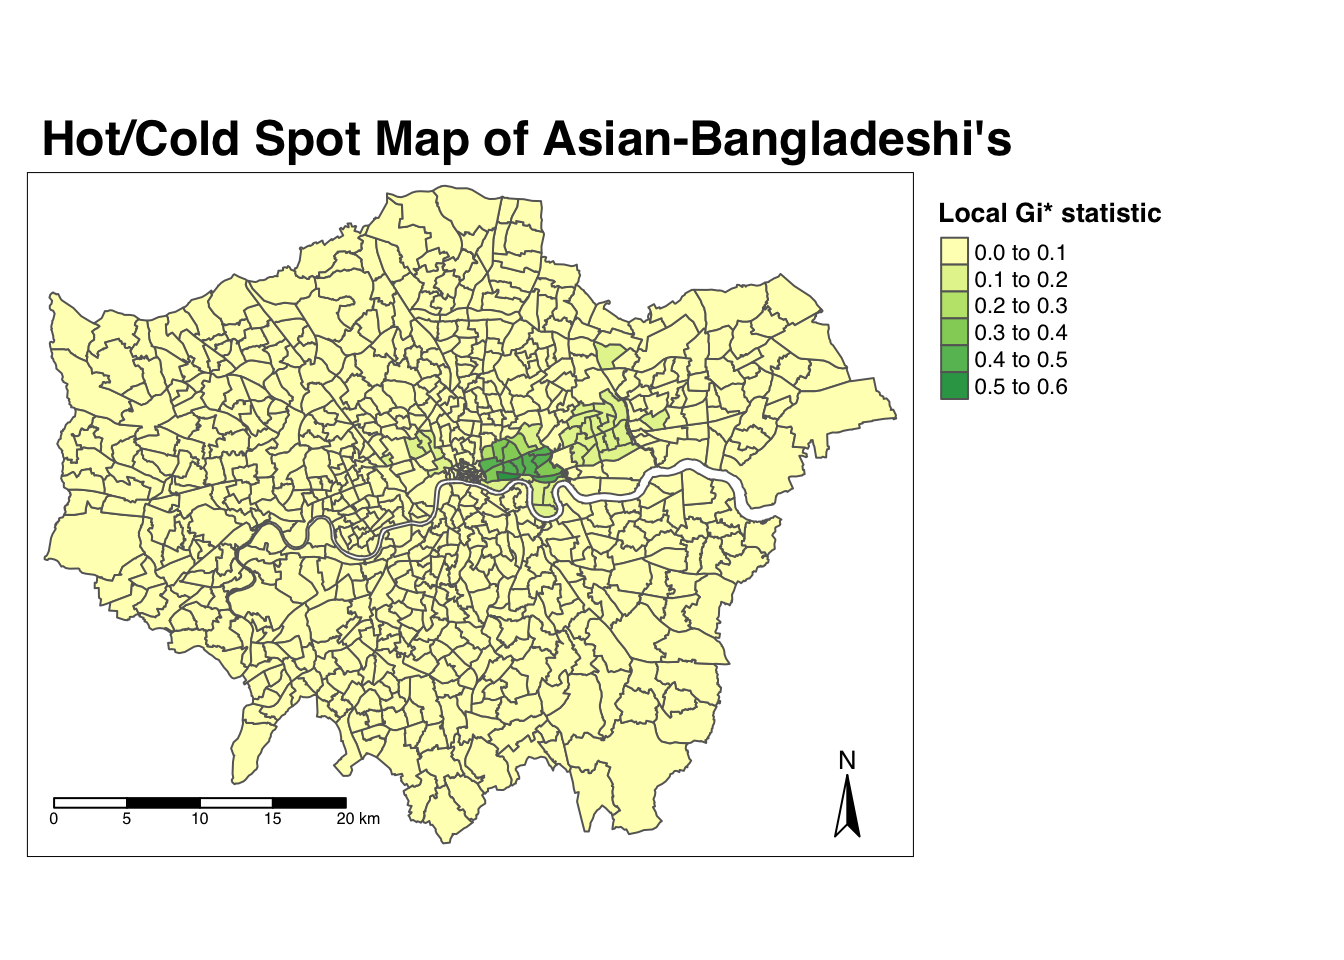 Hot/Cold Spot Map of Asian-Bangladeshi's
Local Gi* statistic
0.0 to 0.1
0.1 to 0.2
0.2 to 0.3
0.3 to 0.4
0.4 to 0.5
0.5 to 0.6
N
0 5 10 15 20 km